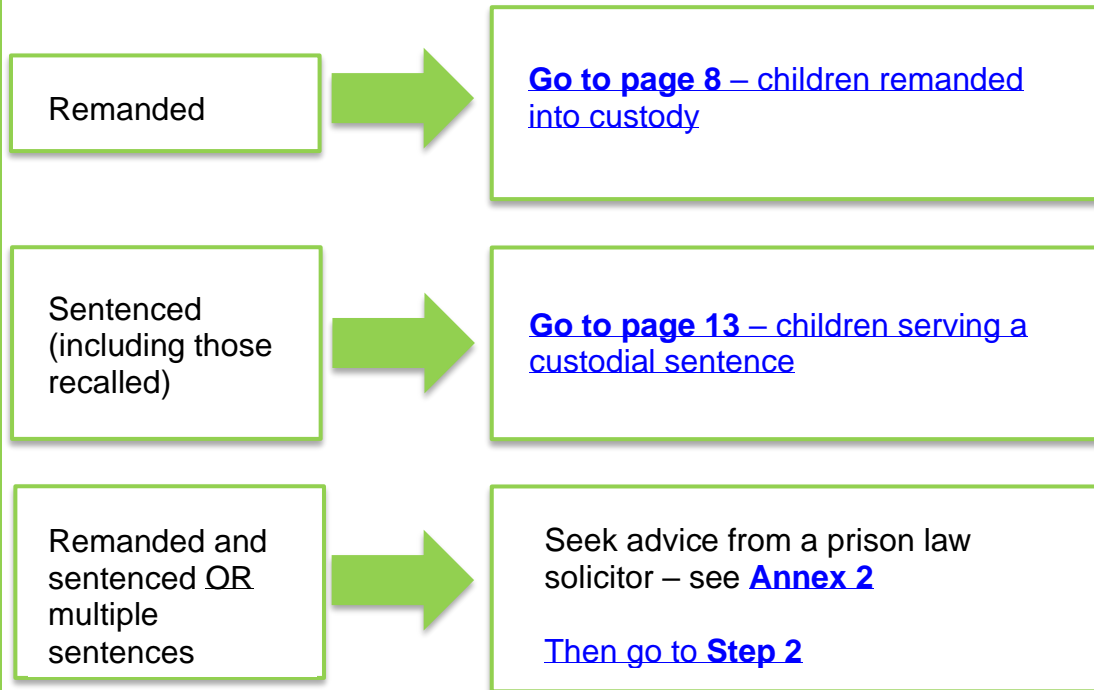 Remanded
Go to page 8 – children remanded
into custody
Sentenced
(including those
recalled)
Go to page 13 – children serving a
custodial sentence
Remanded and
sentenced OR
multiple
sentences
Seek advice from a prison law
solicitor – see Annex 2
Then go to Step 2